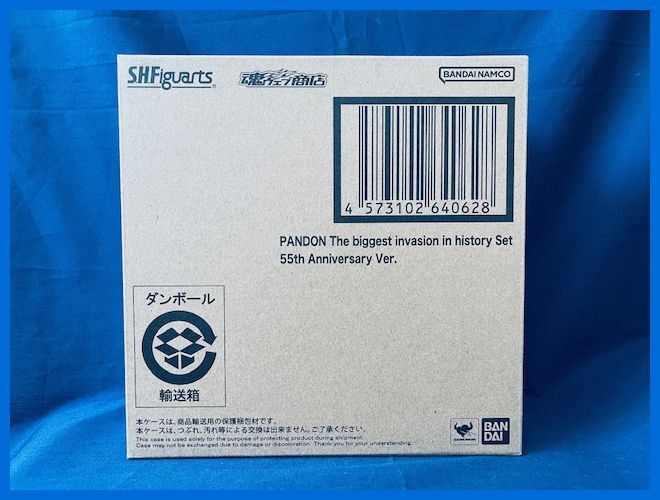 S.H.Figuarts
魂ウェブ商店
BANDAI NAMCO
4 573102 640628
PANDON The biggest invasion in history Set
55th Anniversary Ver.
ダンボール
輸送箱
本ケースは、商品輸送用の保護梱包材です。
本ケースは、つぶれ、汚れ等による交換は出来ません。ご了承ください。
This case is used solely for the purpose of protecting product during shipment.
Case may not be exchanged due to damage or discoloration. Thank you for your understanding.
BAN
DAI